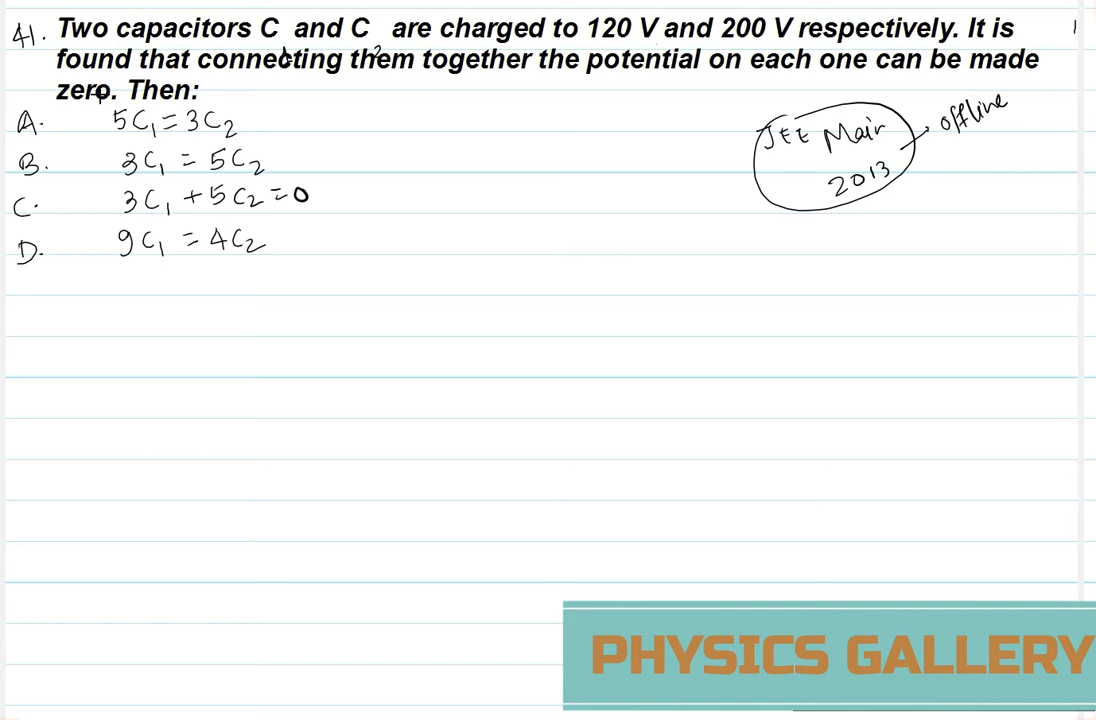 41. Two capacitors C₁ and C₂ are charged to 120 V and 200 V respectively. It is
found that connecting them together the potential on each one can be made
zero. Then:
A. 5C₁ = 3C₂
B. 3C₁ = 5C₂
C. 3C₁ + 5C₂ = 0
D. 9C₁ = 4C₂
JEE Main → offline
2013
PHYSICS GALLERY